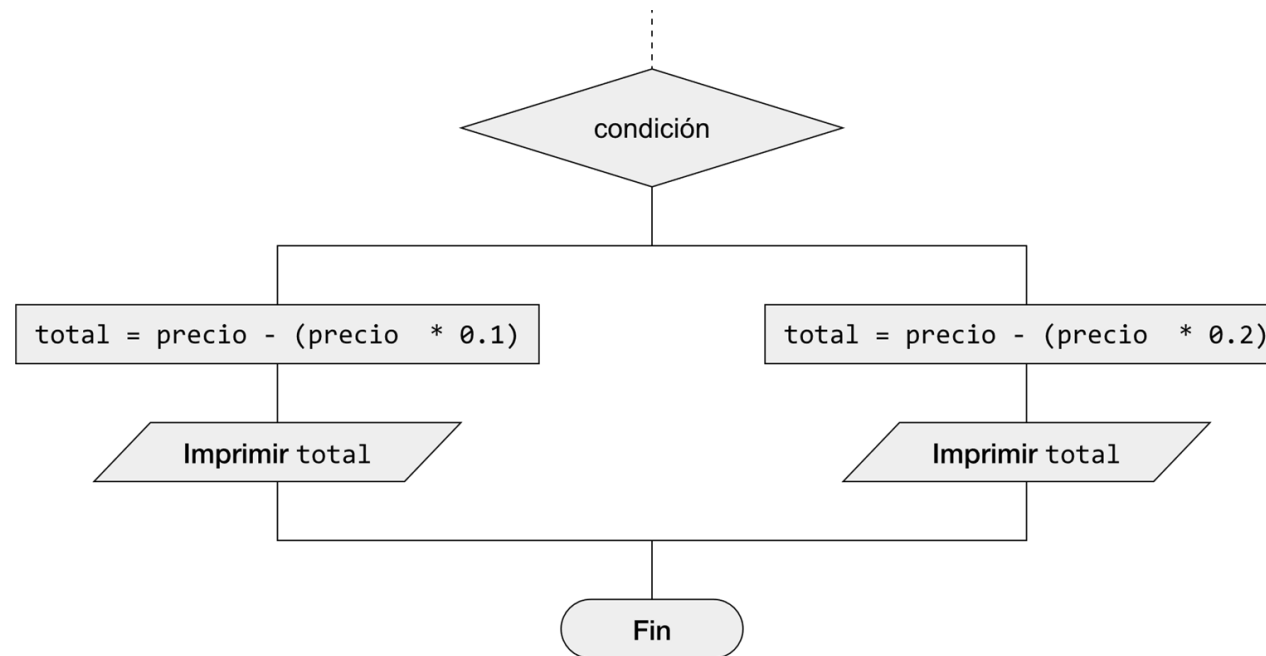 condición
total = precio - (precio  * 0.1)
total = precio - (precio  * 0.2)
Imprimir total
Imprimir total
Fin